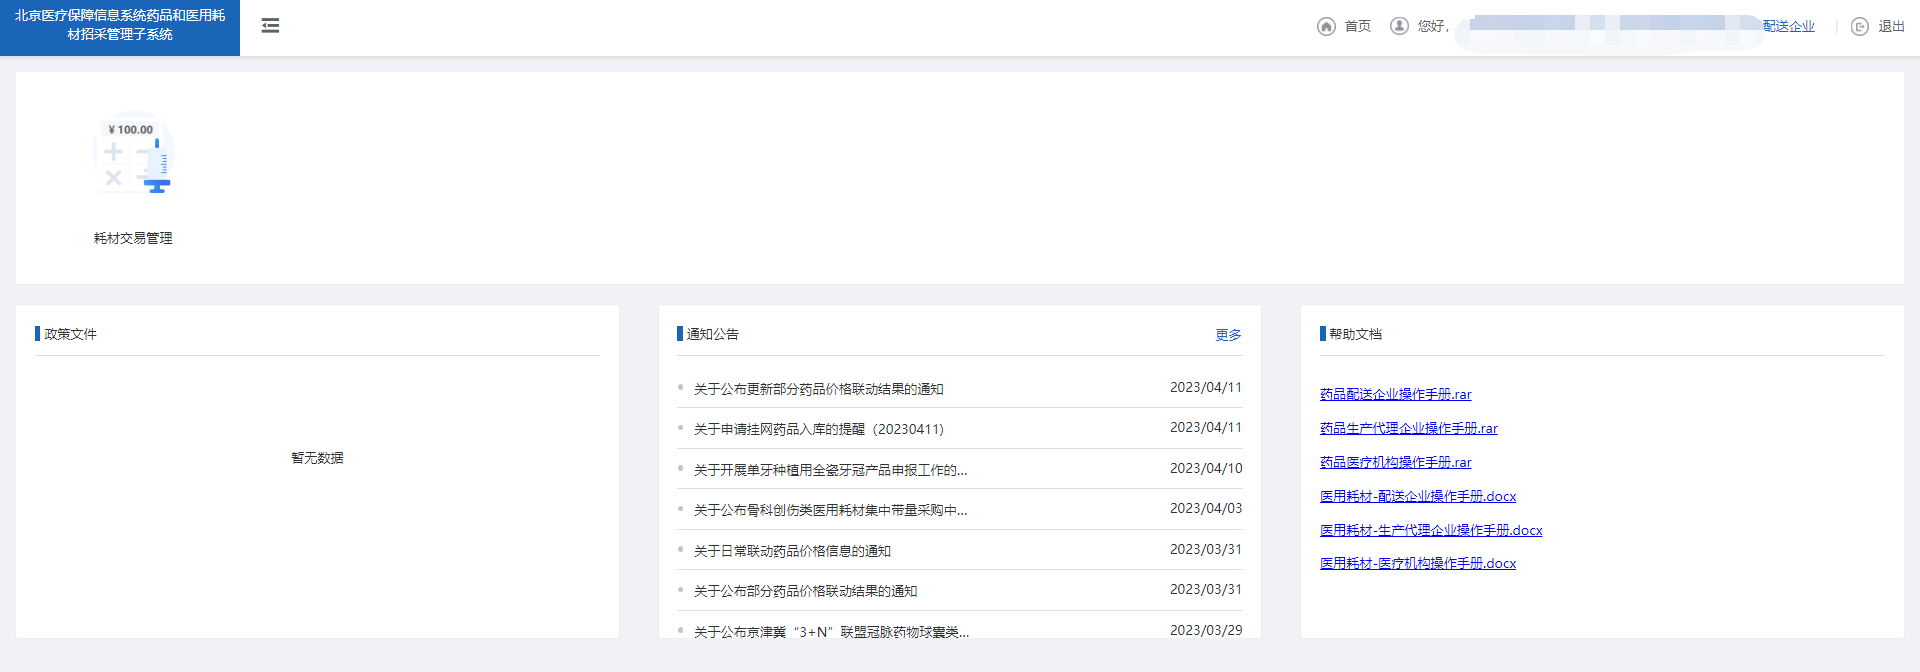 北京医疗保障信息系统药品和医用耗
材招采管理子系统
首页
您好，
配送企业
退出
¥ 100.00
耗材交易管理
政策文件
暂无数据
通知公告
更多
关于公布更新部分药品价格联动结果的通知 2023/04/11
关于申请挂网药品入库的提醒（20230411） 2023/04/11
关于开展单牙种植用全瓷牙冠产品申报工作的... 2023/04/10
关于公布骨科创伤类医用耗材集中带量采购中... 2023/04/03
关于日常联动药品价格信息的通知 2023/03/31
关于公布部分药品价格联动结果的通知 2023/03/31
关于公布京津冀“3+N”联盟冠脉药物球囊类... 2023/03/29
帮助文档
药品配送企业操作手册.rar
药品生产代理企业操作手册.rar
药品医疗机构操作手册.rar
医用耗材-配送企业操作手册.docx
医用耗材-生产代理企业操作手册.docx
医用耗材-医疗机构操作手册.docx